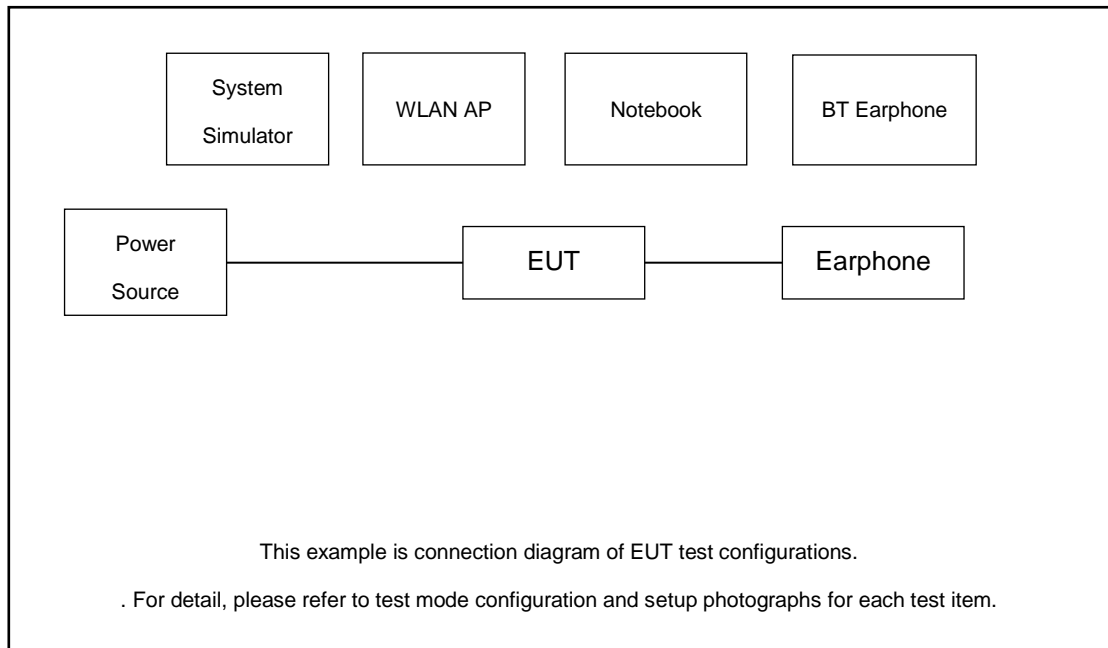 System
Simulator
WLAN AP
Notebook
BT Earphone
Power
Source
EUT
Earphone
This example is connection diagram of EUT test configurations.
. For detail, please refer to test mode configuration and setup photographs for each test item.